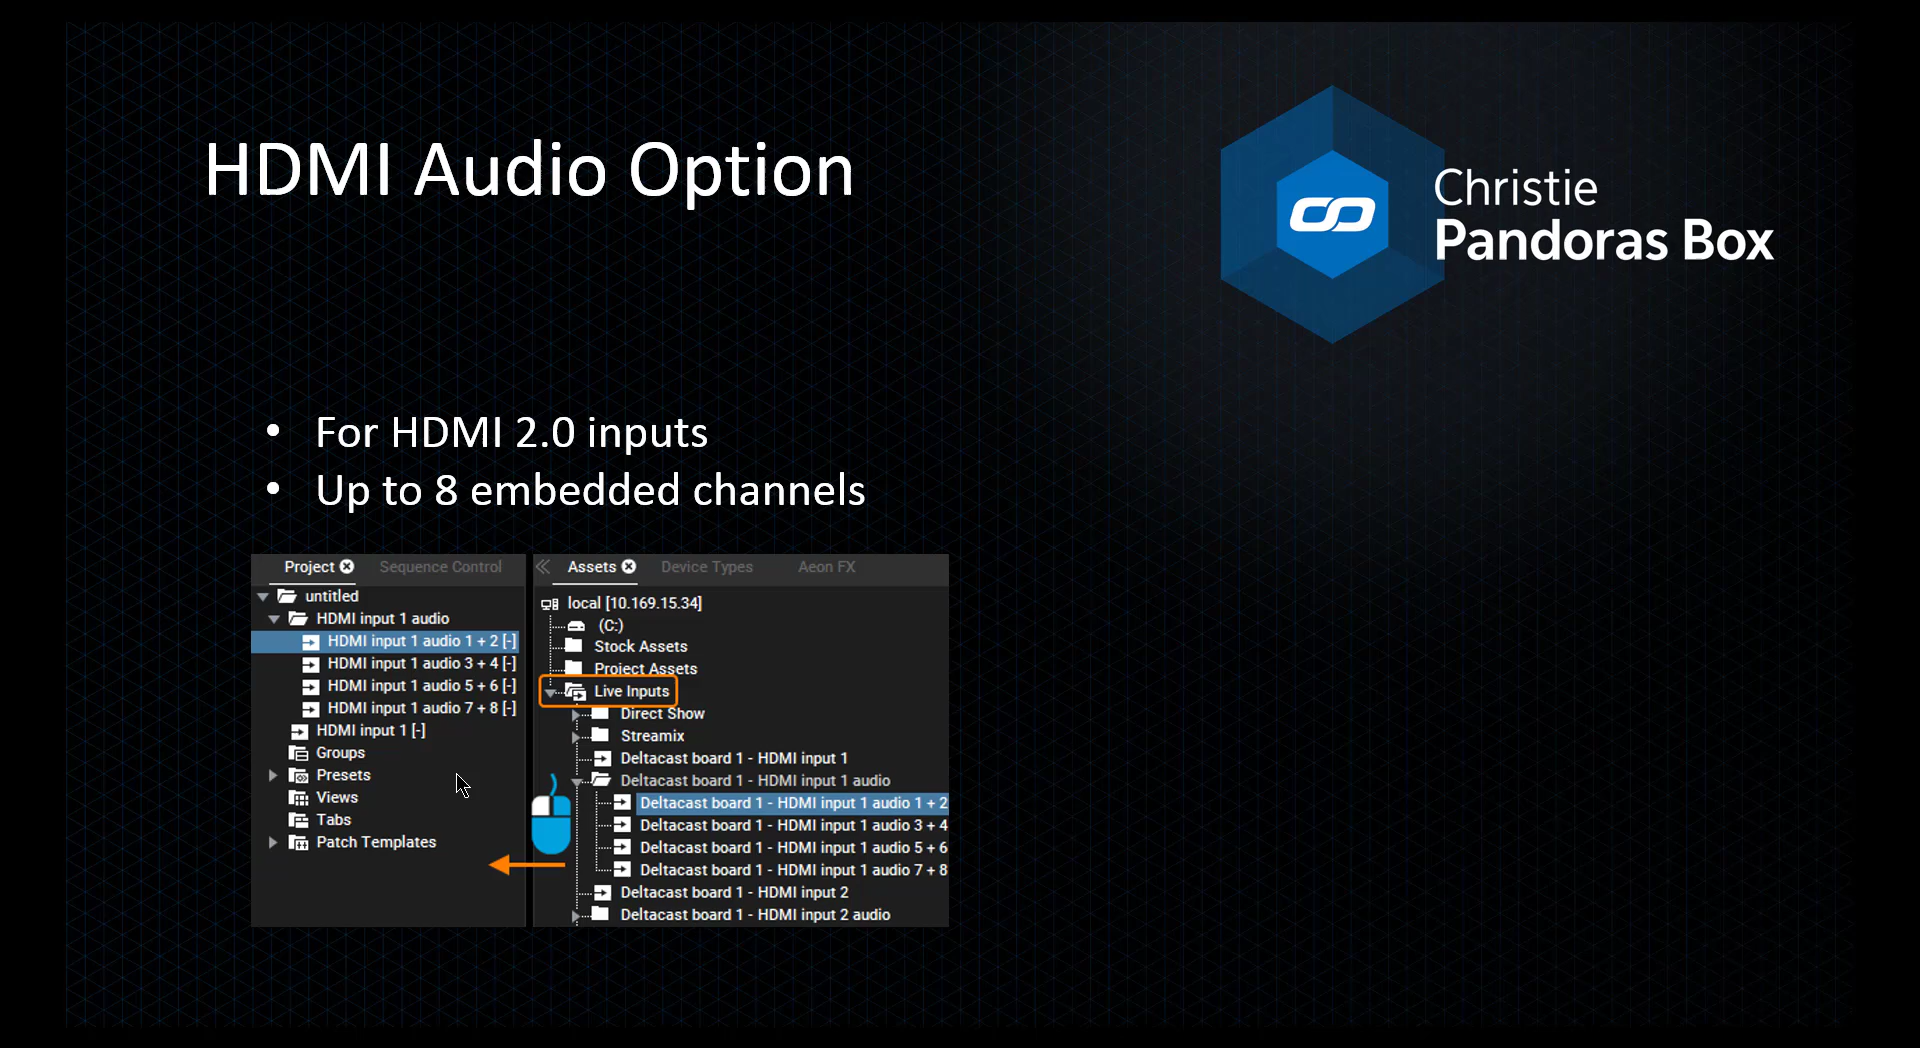 HDMI Audio Option
Christie
Pandoras Box
• For HDMI 2.0 inputs
• Up to 8 embedded channels
Project
Sequence Control
untitled
HDMI input 1 audio
HDMI input 1 audio 1 + 2 [-]
HDMI input 1 audio 3 + 4 [-]
HDMI input 1 audio 5 + 6 [-]
HDMI input 1 audio 7 + 8 [-]
HDMI input 1 [-]
Groups
Presets
Views
Tabs
Patch Templates
Assets
Device Types
Aeon FX
local [10.169.15.34]
(C:)
Stock Assets
Project Assets
Live Inputs
Direct Show
Streamix
Deltacast board 1 - HDMI input 1
Deltacast board 1 - HDMI input 1 audio
Deltacast board 1 - HDMI input 1 audio 1 + 2
Deltacast board 1 - HDMI input 1 audio 3 + 4
Deltacast board 1 - HDMI input 1 audio 5 + 6
Deltacast board 1 - HDMI input 1 audio 7 + 8
Deltacast board 1 - HDMI input 2
Deltacast board 1 - HDMI input 2 audio